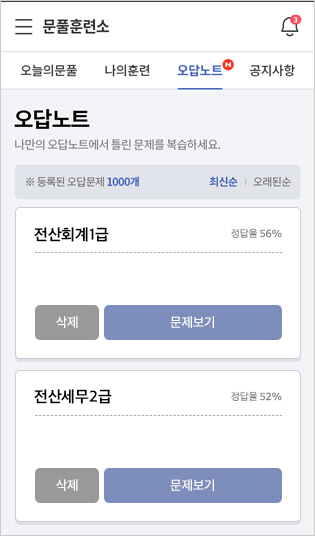 문풀훈련소
3
오늘의문풀 나의훈련 오답노트 N 공지사항
오답노트
나만의 오답노트에서 틀린 문제를 복습하세요.
※ 등록된 오답문제 1000개 최신순 | 오래된순
전산회계1급 정답율 56%
삭제 문제보기
전산세무2급 정답율 52%
삭제 문제보기